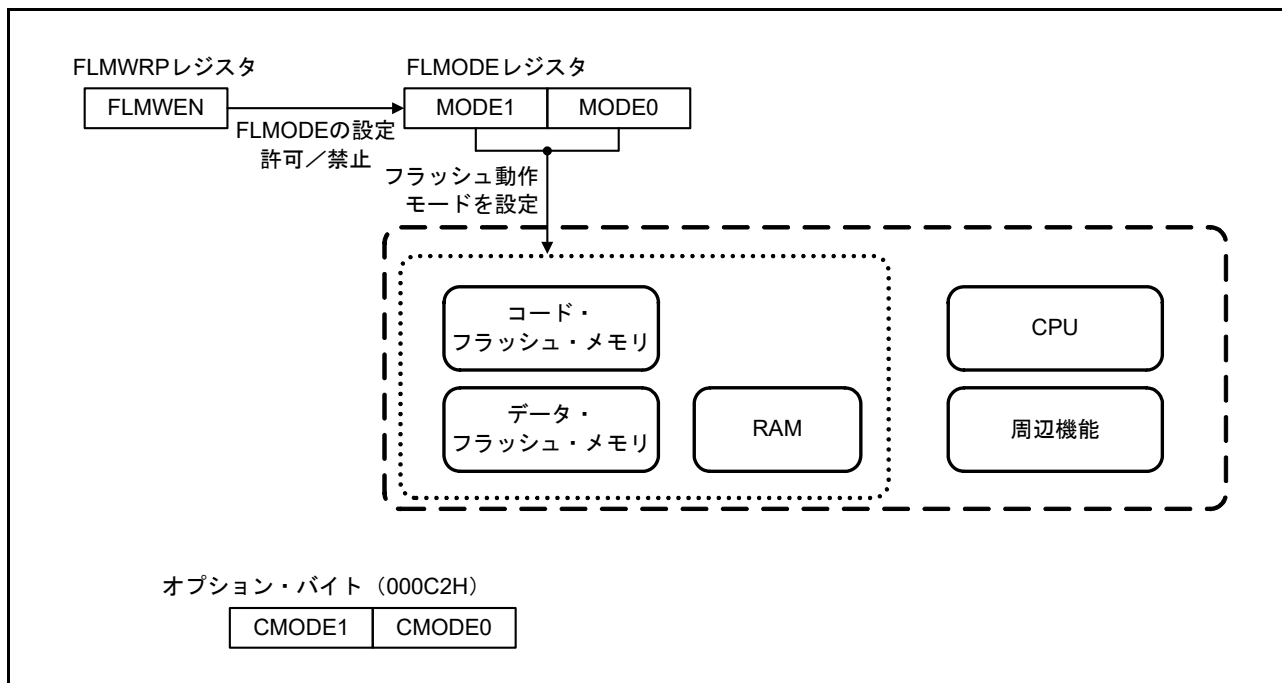 FLMWRPレジスタ
FLMODEレジスタ
FLMWEN
MODE1
MODE0
FLMODEの設定
許可／禁止
フラッシュ動作
モードを設定
コード・
フラッシュ・メモリ
CPU
データ・
フラッシュ・メモリ
RAM
周辺機能
オプション・バイト（000C2H）
CMODE1
CMODE0